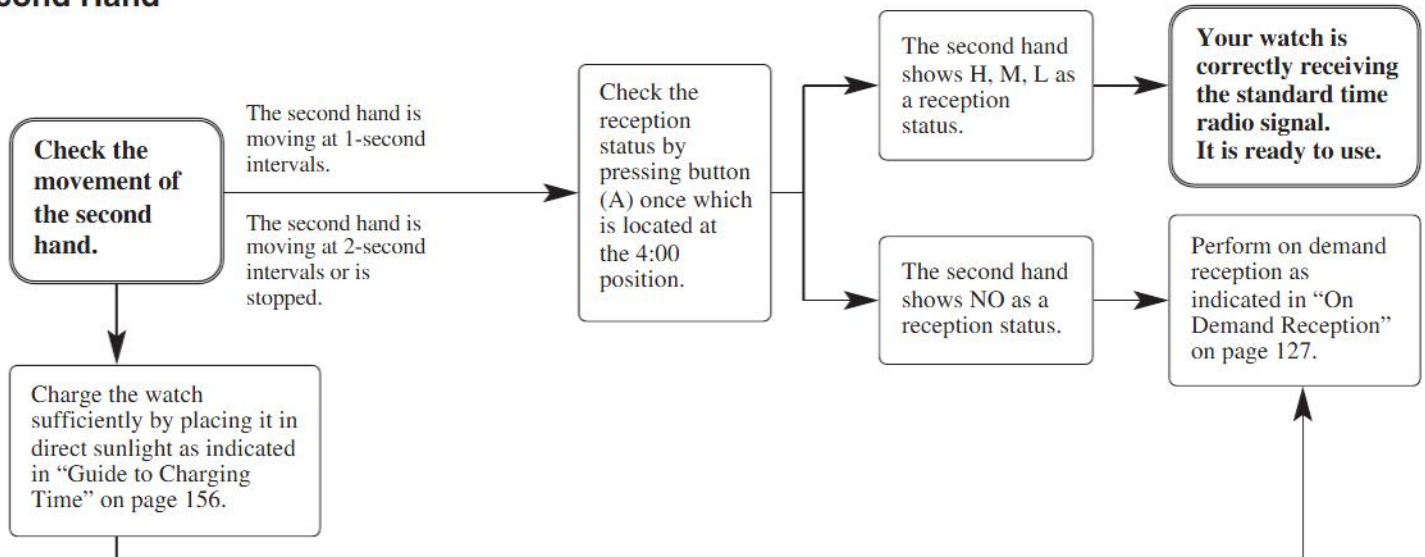 Check the
movement of
the second
hand.
The second hand is
moving at 1-second
intervals.
The second hand is
moving at 2-second
intervals or is
stopped.
Charge the watch
sufficiently by placing it in
direct sunlight as indicated
in “Guide to Charging
Time” on page 156.
Check the
reception
status by
pressing button
(A) once which
is located at
the 4:00
position.
The second hand
shows H, M, L as
a reception
status.
Your watch is
correctly receiving
the standard time
radio signal.
It is ready to use.
The second hand
shows NO as a
reception status.
Perform on demand
reception as
indicated in “On
Demand Reception”
on page 127.